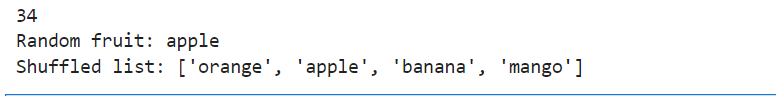 34
Random fruit: apple
Shuffled list: ['orange', 'apple', 'banana', 'mango']